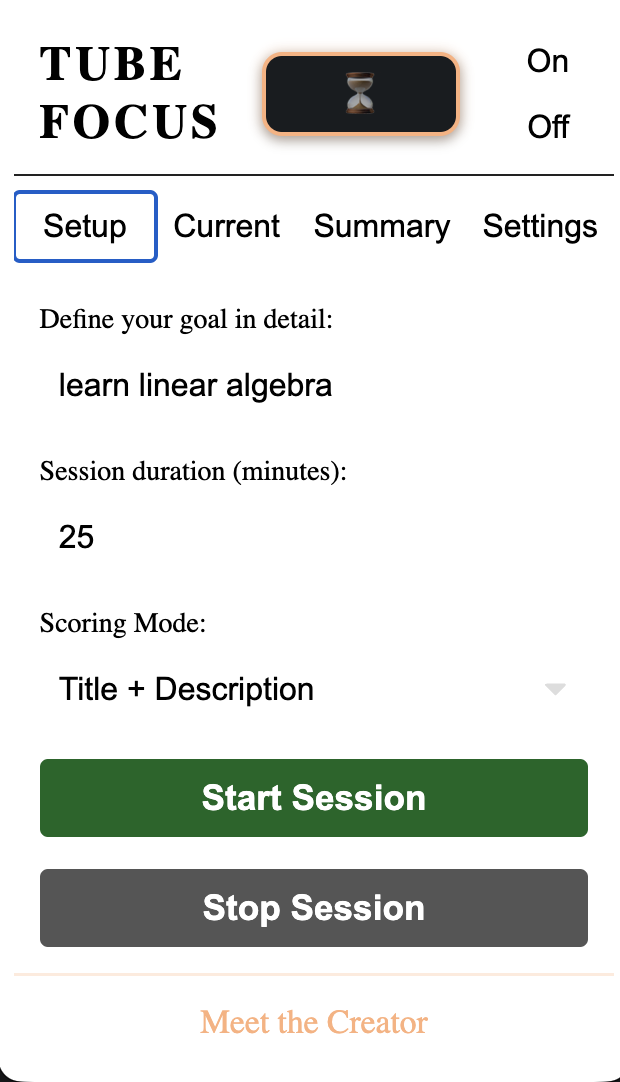 TUBE
FOCUS
On
Off
Setup Current Summary Settings
Define your goal in detail:
learn linear algebra
Session duration (minutes):
25
Scoring Mode:
Title + Description
Start Session
Stop Session
Meet the Creator